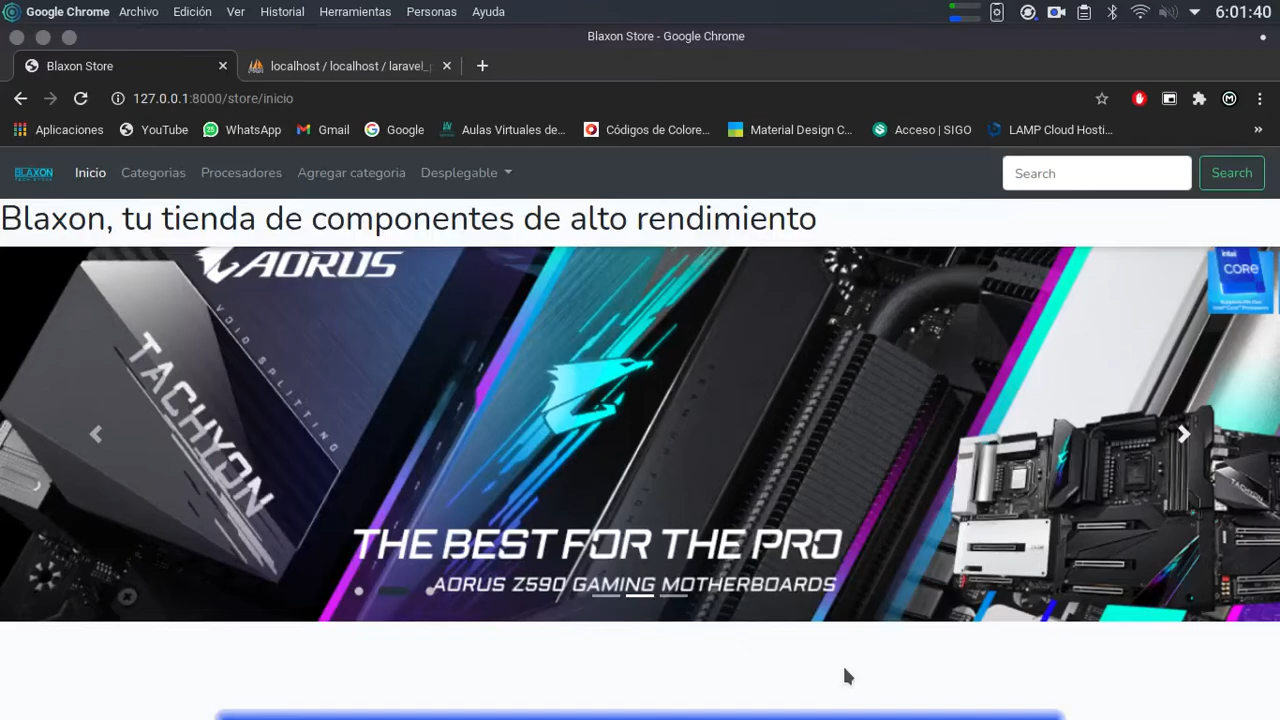 Google Chrome Archivo Edición Ver Historial Herramientas Personas Ayuda 6:01:40
Blaxon Store - Google Chrome
Blaxon Store localhost / localhost / laravel_
127.0.0.1:8000/store/inicio
Aplicaciones YouTube WhatsApp Gmail Google Aulas Virtuales de... Códigos de Colore... Material Design C... Acceso | SIGO LAMP Cloud Hosti... »
BLAXON Inicio Categorias Procesadores Agregar categoria Desplegable Search Search
Blaxon, tu tienda de componentes de alto rendimiento
AORUS
intel
CORE
VOID SPLITTING
TACHYON
TACHYON
THE BEST FOR THE PRO
AORUS Z590 GAMING MOTHERBOARDS